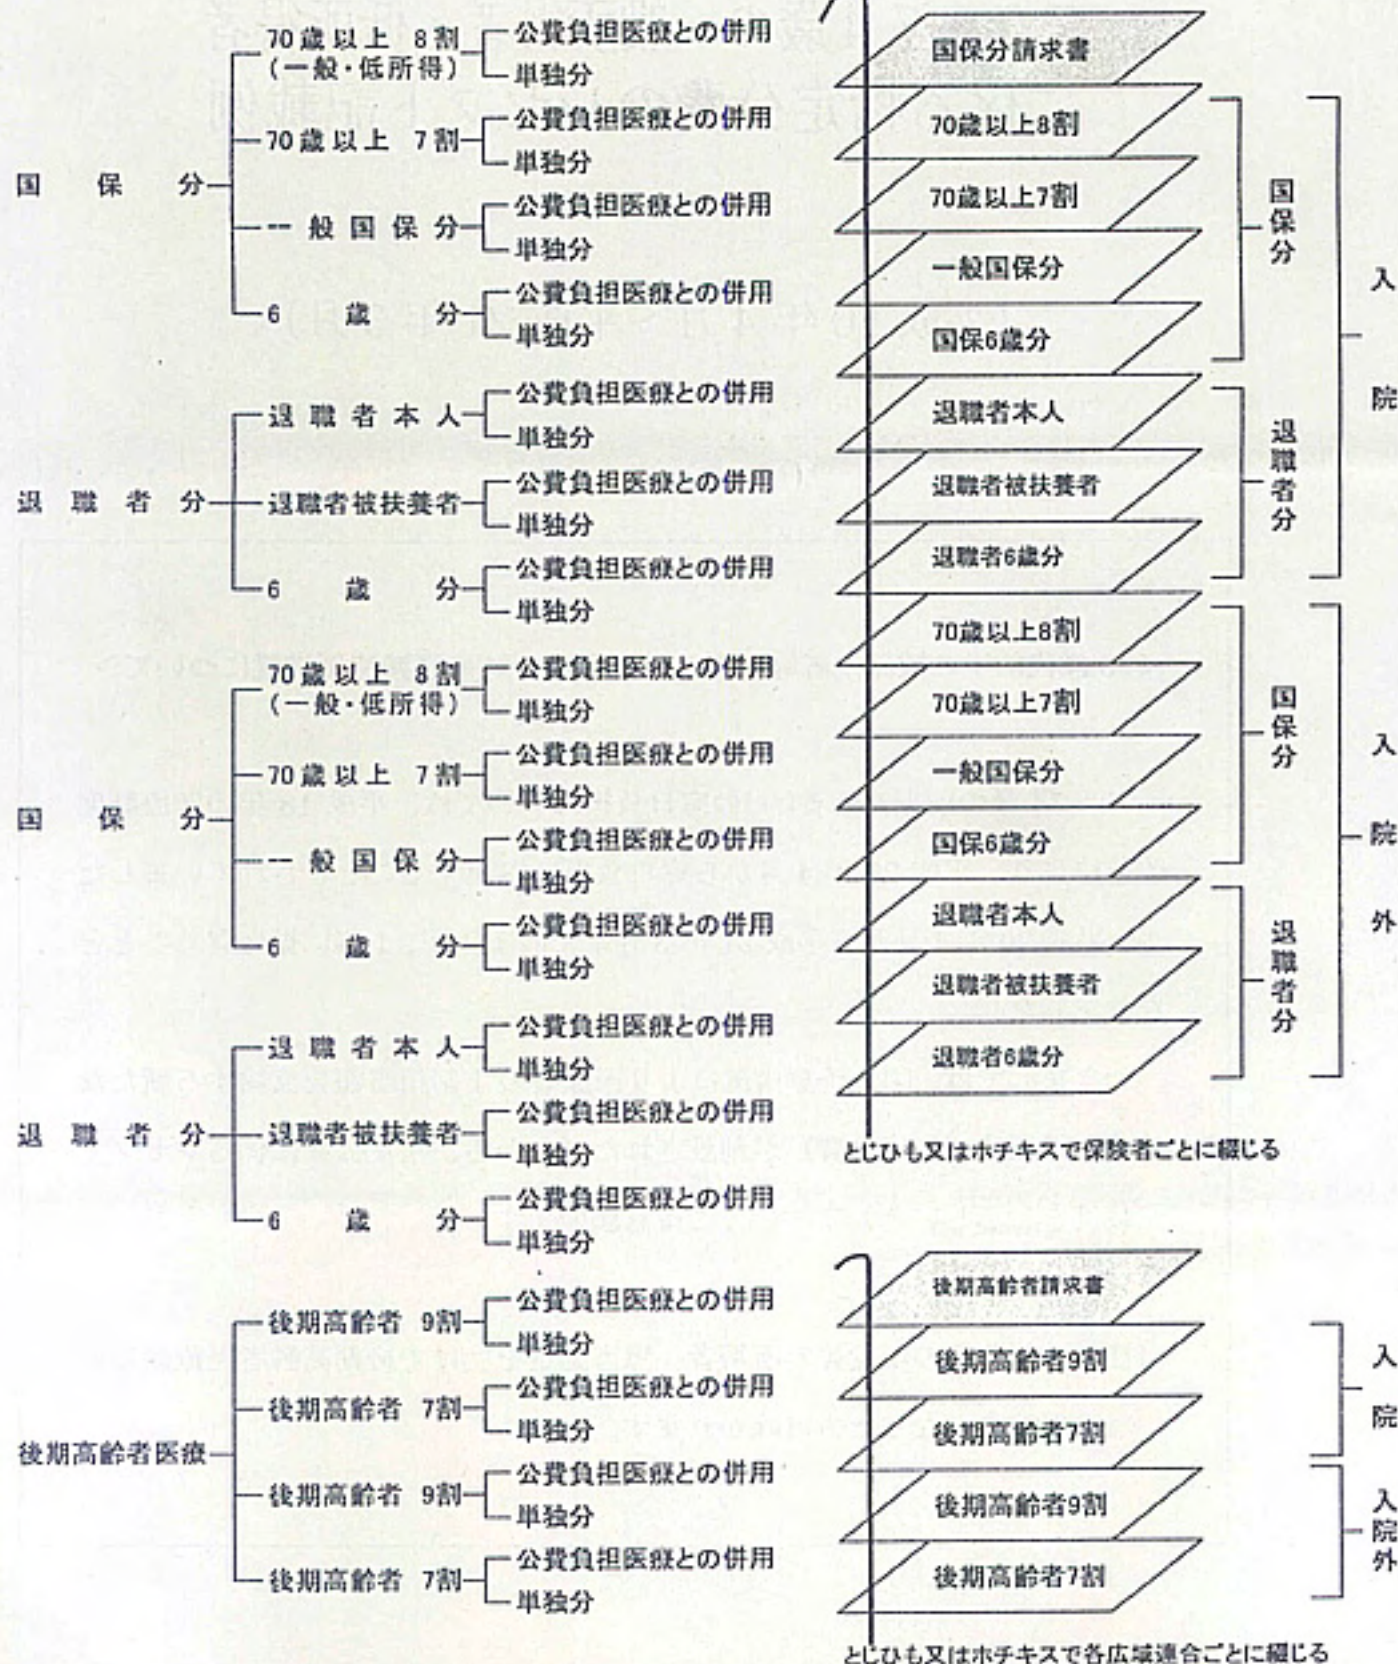 70歳以上 8割
(一般・低所得)
公費負担医療との併用
単独分
70歳以上 7割
公費負担医療との併用
単独分
国保分
一般国保分
公費負担医療との併用
単独分
6歳分
公費負担医療との併用
単独分
退職者本人
公費負担医療との併用
単独分
退職者分
退職者被扶養者
公費負担医療との併用
単独分
6歳分
公費負担医療との併用
単独分
70歳以上 8割
(一般・低所得)
公費負担医療との併用
単独分
70歳以上 7割
公費負担医療との併用
単独分
国保分
一般国保分
公費負担医療との併用
単独分
6歳分
公費負担医療との併用
単独分
退職者本人
公費負担医療との併用
単独分
退職者分
退職者被扶養者
公費負担医療との併用
単独分
6歳分
公費負担医療との併用
単独分
後期高齢者 9割
公費負担医療との併用
単独分
後期高齢者 7割
公費負担医療との併用
単独分
後期高齢者医療
後期高齢者 9割
公費負担医療との併用
単独分
後期高齢者 7割
公費負担医療との併用
単独分
国保分請求書
70歳以上8割
70歳以上7割
一般国保分
国保6歳分
国保分
退職者本人
退職者被扶養者
退職者6歳分
退職者分
入院
70歳以上8割
70歳以上7割
一般国保分
国保6歳分
国保分
退職者本人
退職者被扶養者
退職者6歳分
退職者分
入院外
とじひも又はホチキスで保険者ごとに綴じる
後期高齢者請求書
後期高齢者9割
後期高齢者7割
入院
後期高齢者9割
後期高齢者7割
入院外
とじひも又はホチキスで各広域連合ごとに綴じる